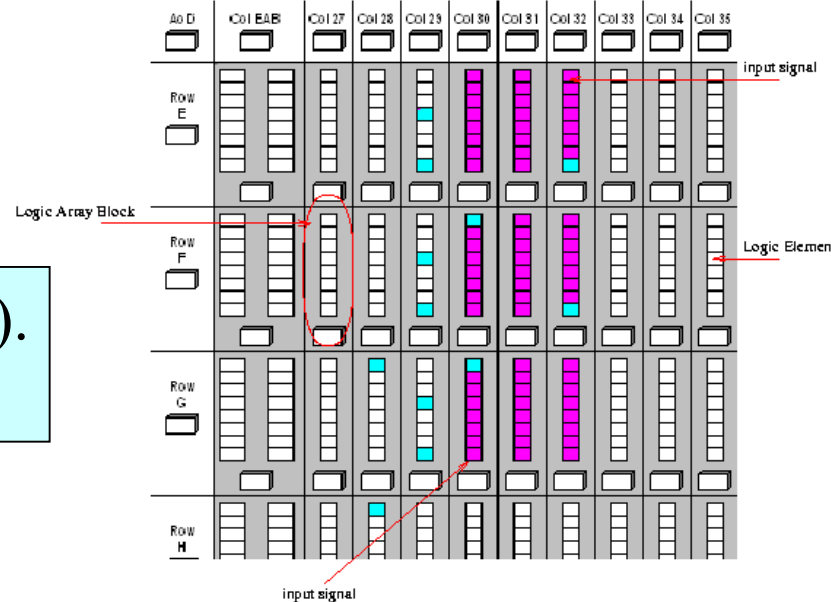 AoD Col EAB Col 27 Col 28 Col 29 Col 30 Col 31 Col 32 Col 33 Col 34 Col 35
input signal
Row
E
Logic Array Block
Row
F
Logic Elemen
).
Row
G
Row
H
input signal